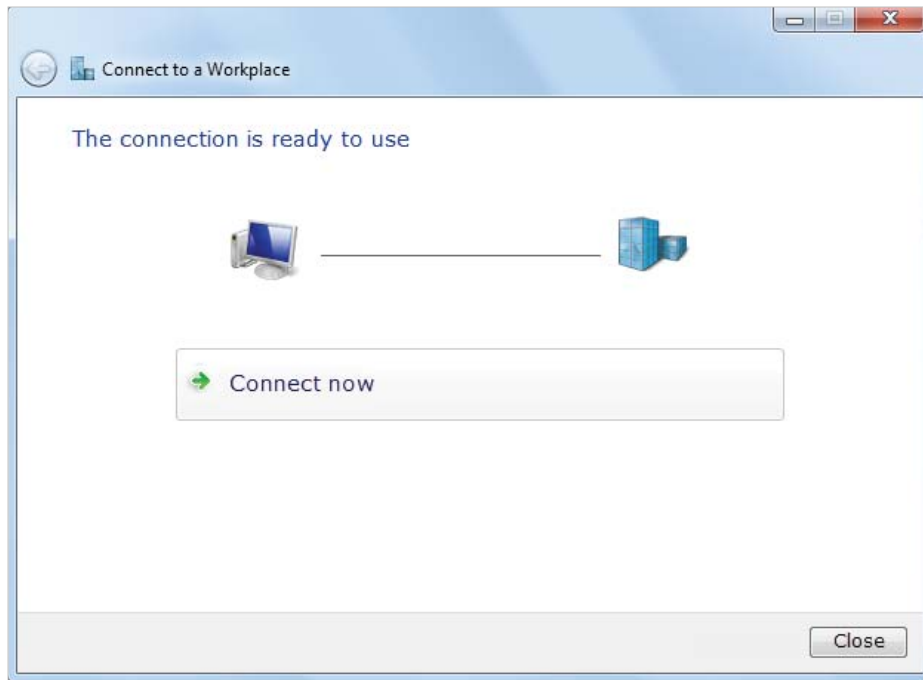 Connect to a Workplace
The connection is ready to use
Connect now
Close